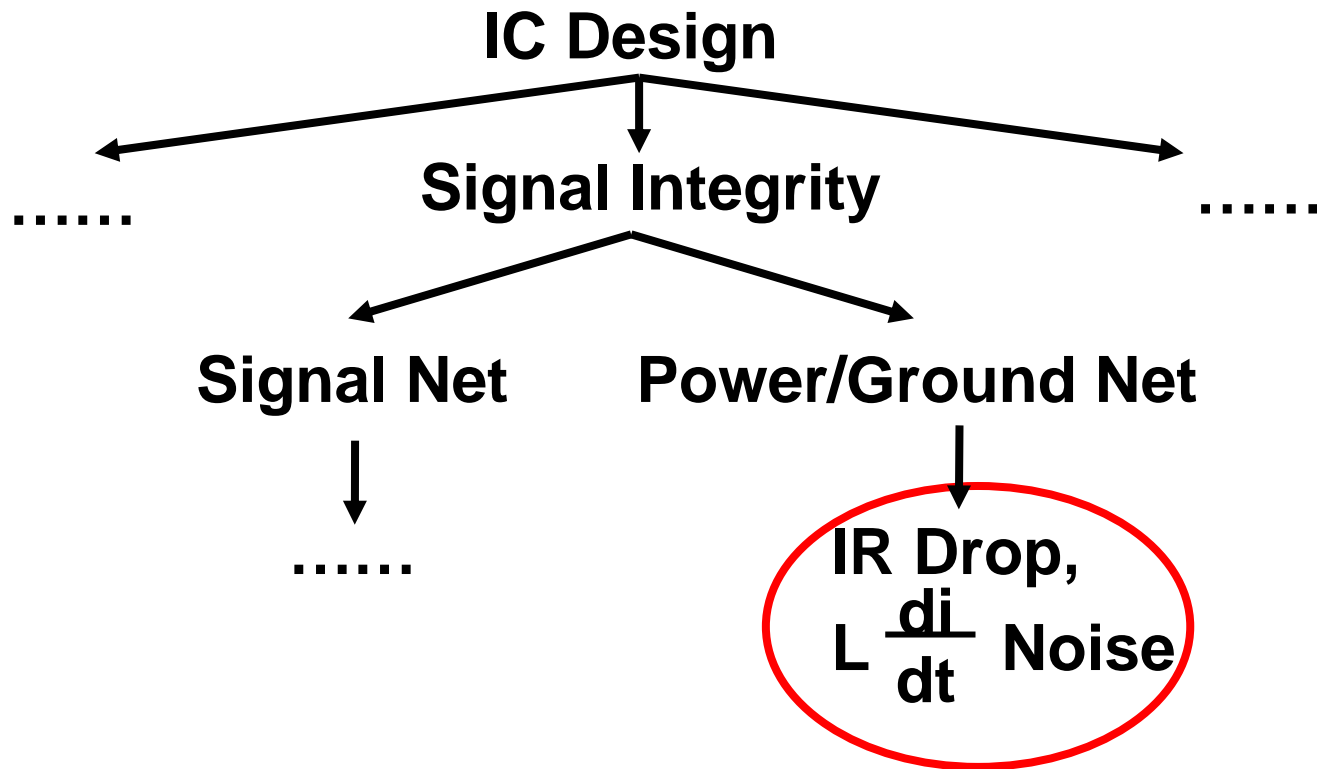 IC Design
Signal Integrity
......
......
Signal Net
Power/Ground Net
......
IR Drop,
L di/dt Noise